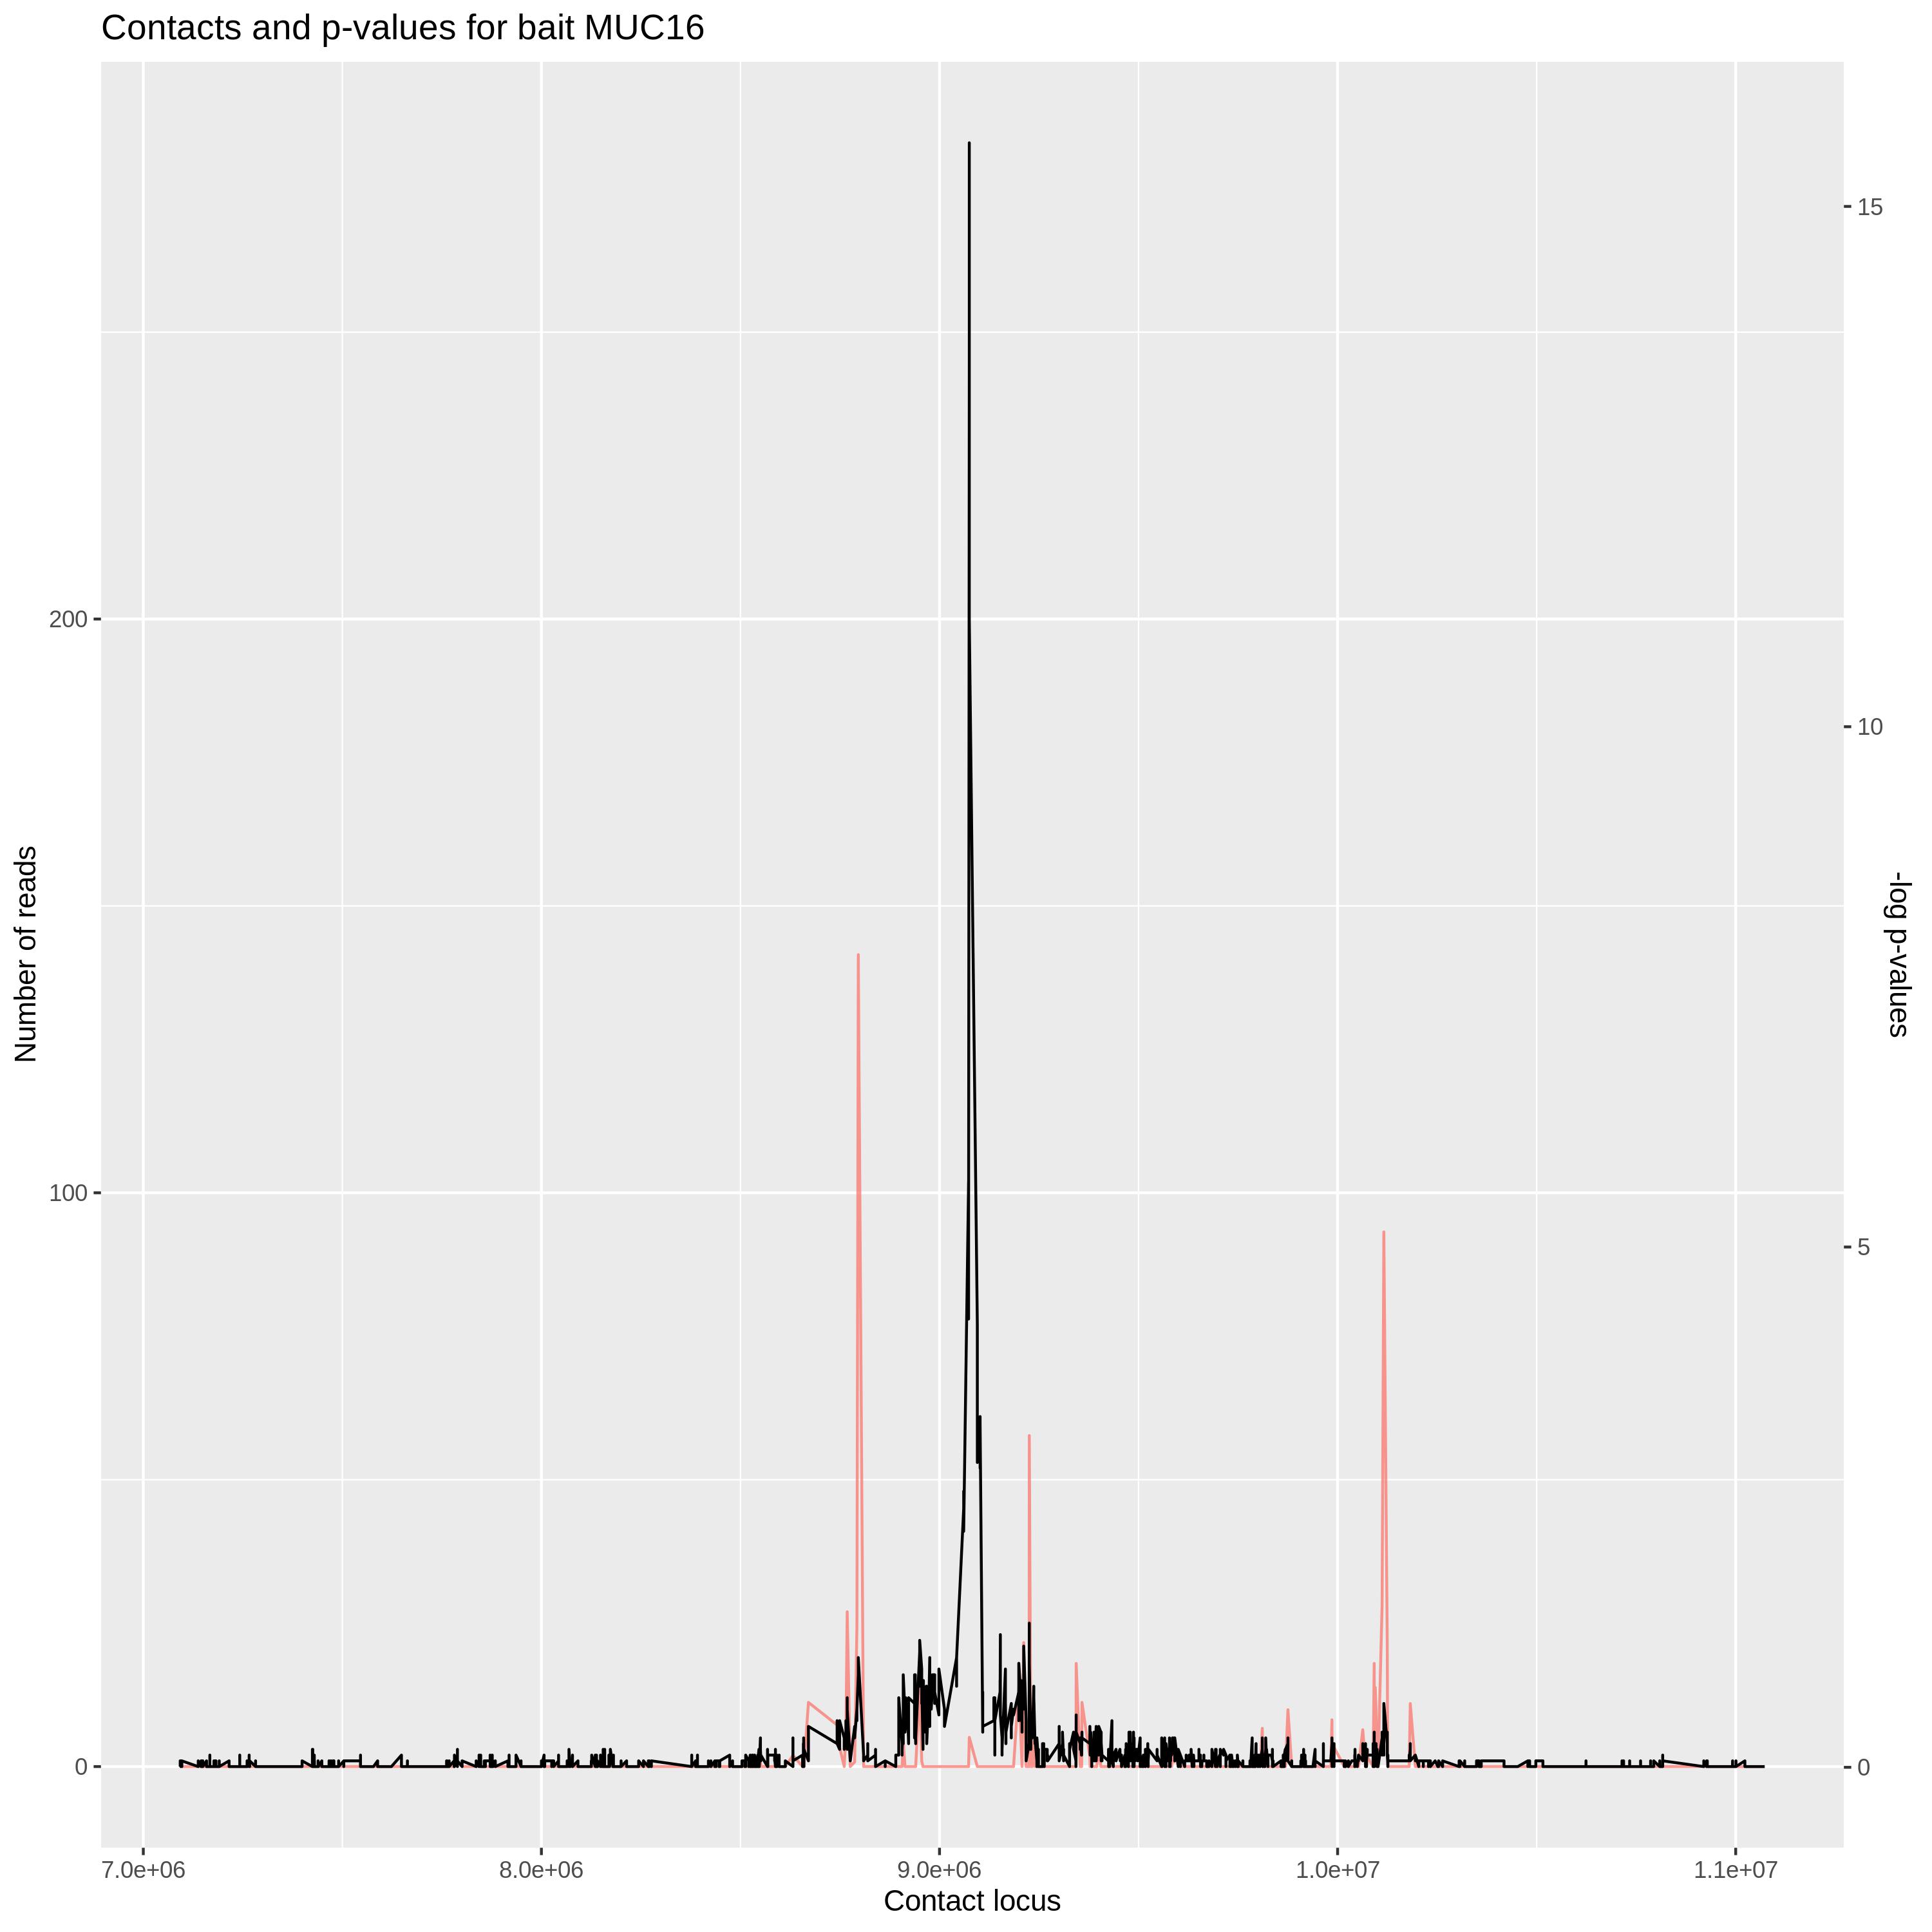 Contacts and p-values for bait MUC16
Number of reads
200
100
0
15
10
5
0
-log p-values
7.0e+06
8.0e+06
9.0e+06
1.0e+07
1.1e+07
Contact locus